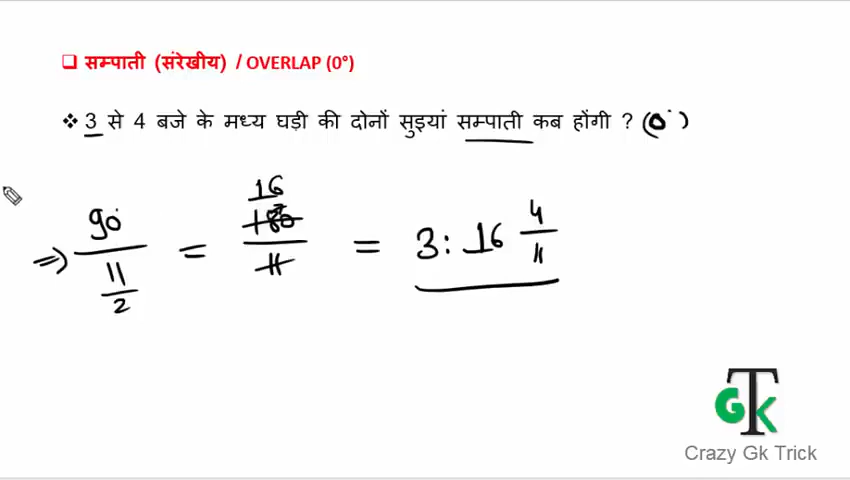 ❑ सम्पाती (संरेखीय) / OVERLAP (0°)
❖ 3 से 4 बजे के मध्य घड़ी की दोनों सुइयां सम्पाती कब होंगी ? (0°)
⇒ 90° / (11/2) = 180/11 16 = 3:16 4/11
GTK
Crazy Gk Trick